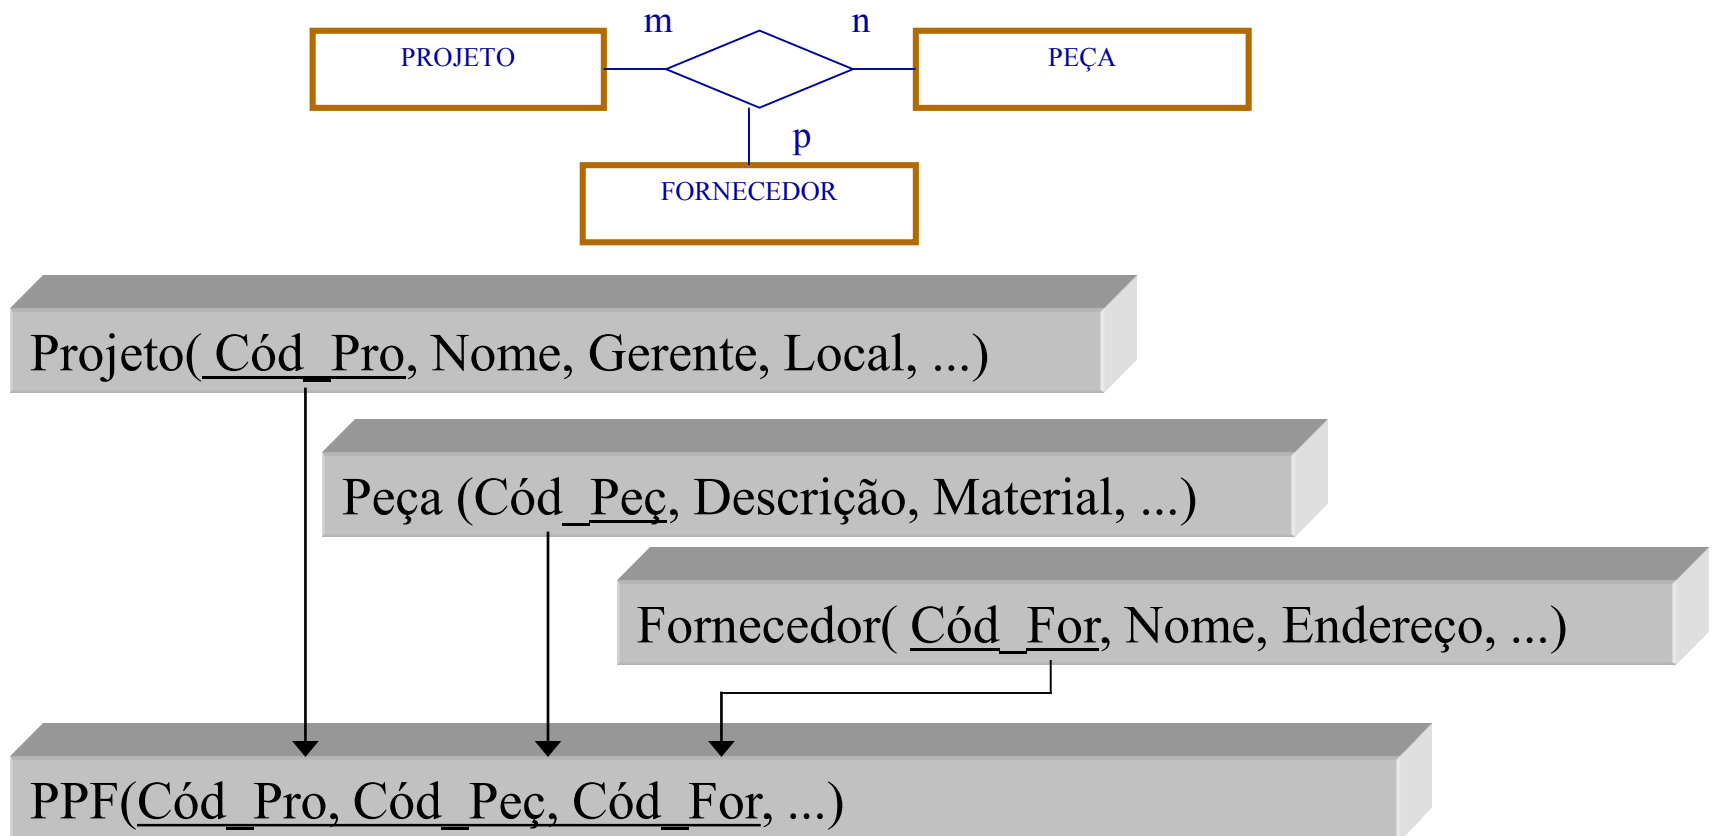 m n
PROJETO PEÇA
p
FORNECEDOR
Projeto( Cód_Pro, Nome, Gerente, Local, ...)
Peça (Cód_Peç, Descrição, Material, ...)
Fornecedor( Cód_For, Nome, Endereço, ...)
PPF(Cód_Pro, Cód_Peç, Cód_For, ...)